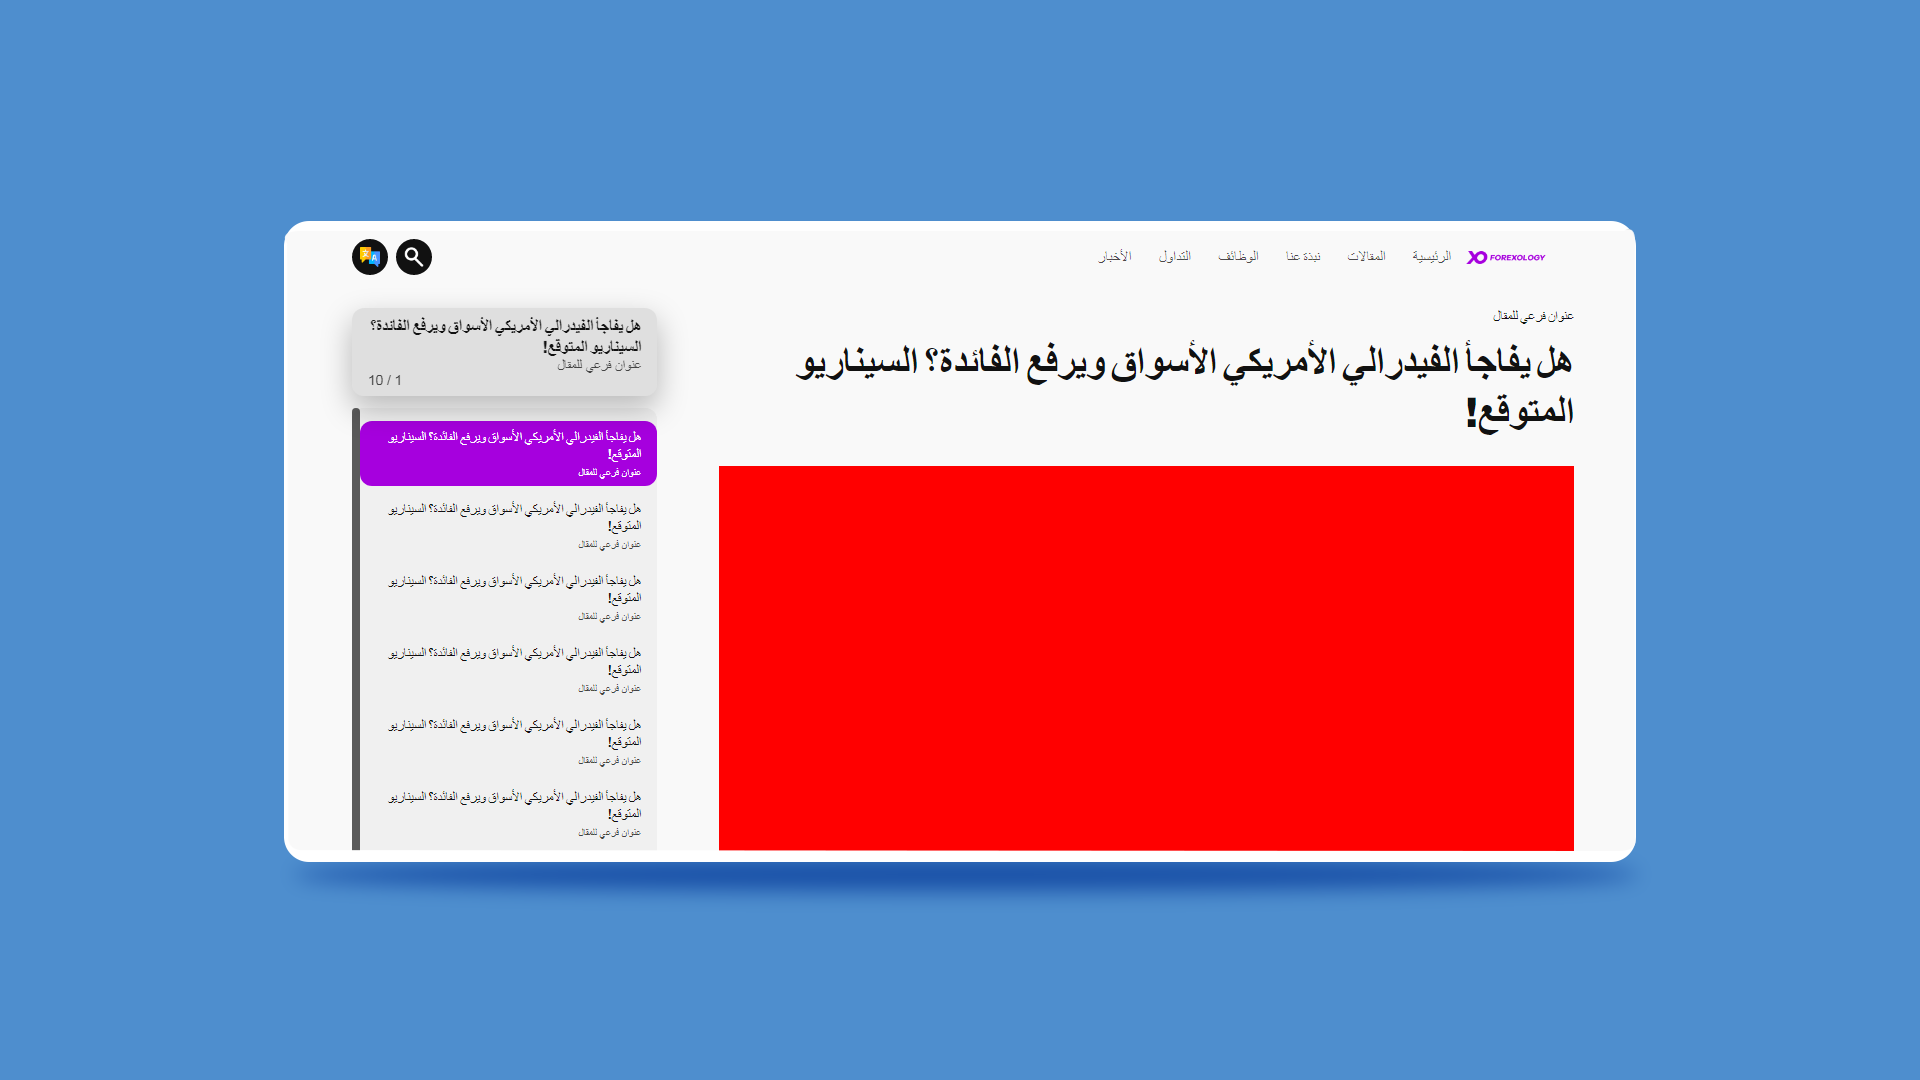 FOREXOLOGY
الرئيسية
المقالات
نبذة عنا
الوظائف
التداول
الأخبار
عنوان فرعي للمقال
هل يفاجأ الفيدرالي الأمريكي الأسواق ويرفع الفائدة؟ السيناريو
المتوقع!
هل يفاجأ الفيدرالي الأمريكي الأسواق ويرفع الفائدة؟
السيناريو المتوقع!
عنوان فرعي للمقال
10 / 1
هل يفاجأ الفيدرالي الأمريكي الأسواق ويرفع الفائدة؟ السيناريو
المتوقع!
عنوان فرعي للمقال
هل يفاجأ الفيدرالي الأمريكي الأسواق ويرفع الفائدة؟ السيناريو
المتوقع!
عنوان فرعي للمقال
هل يفاجأ الفيدرالي الأمريكي الأسواق ويرفع الفائدة؟ السيناريو
المتوقع!
عنوان فرعي للمقال
هل يفاجأ الفيدرالي الأمريكي الأسواق ويرفع الفائدة؟ السيناريو
المتوقع!
عنوان فرعي للمقال
هل يفاجأ الفيدرالي الأمريكي الأسواق ويرفع الفائدة؟ السيناريو
المتوقع!
عنوان فرعي للمقال
هل يفاجأ الفيدرالي الأمريكي الأسواق ويرفع الفائدة؟ السيناريو
المتوقع!
عنوان فرعي للمقال